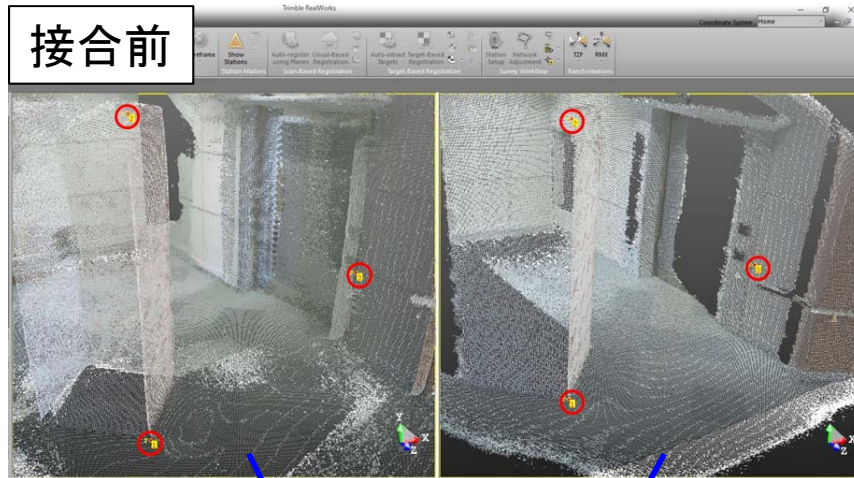 接合前
Trimble RealWorks
Coordinate System: Home
Show
Stations
Auto-register
using Planes
Cloud-Based
Registration
Auto-extract
Targets
Target-Based
Registration
Station
Setup
Network
Adjustment
TZF
RMX
Station Markers
Scan-Based Registration
Target-Based Registration
Survey Workflow
Transformations
Y
X
Z
X
Z